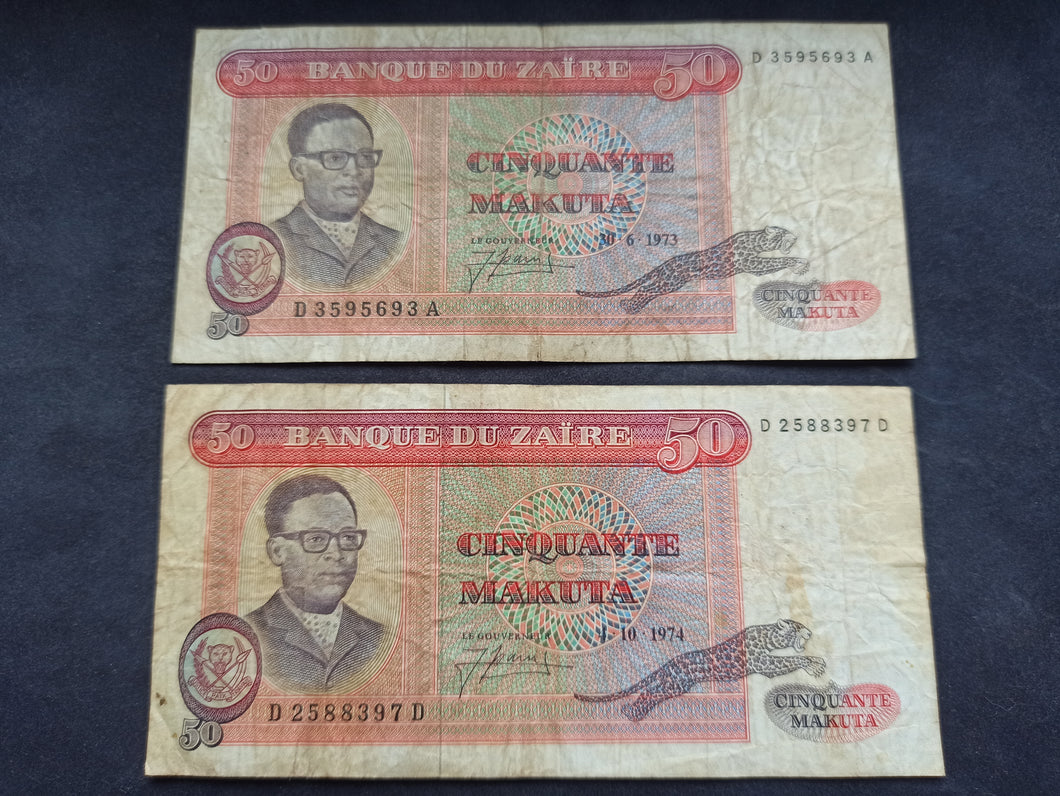 50 BANQUE DU ZAÏRE 50
D 3595693 A
CINQUANTE
MAKUTA
LE GOUVERNEUR 30·6·1973
D 3595693 A
50
CINQUANTE
MAKUTA
50 BANQUE DU ZAÏRE 50
D 2588397 D
CINQUANTE
MAKUTA
LE GOUVERNEUR 4·10·1974
D 2588397 D
50
CINQUANTE
MAKUTA